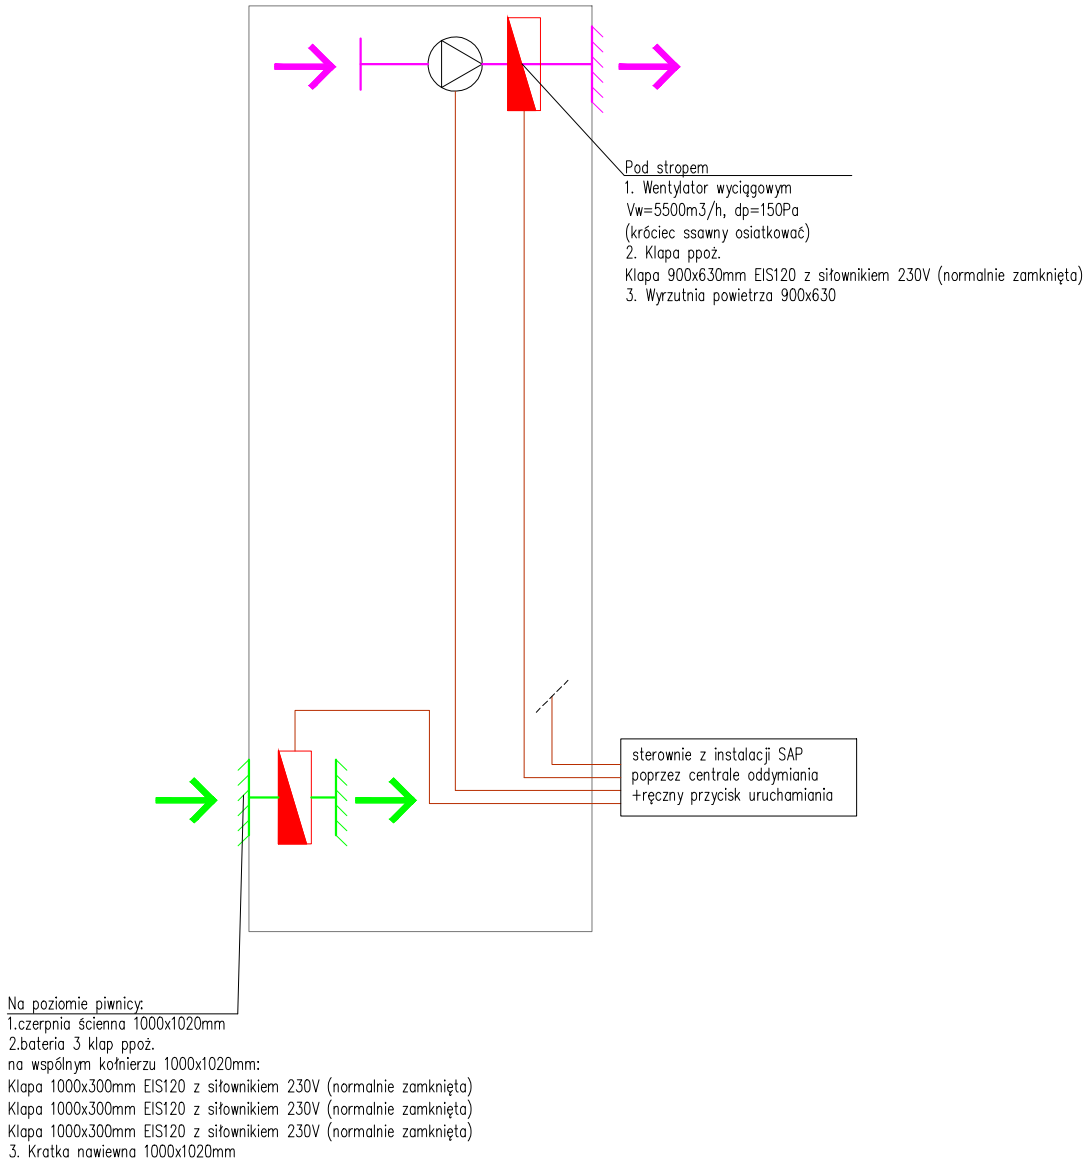 Pod stropem
1. Wentylator wyciągowym
Vw=5500m3/h, dp=150Pa
(króciec ssawny osiatkować)
2. Klapa ppoż.
Klapa 900x630mm EIS120 z siłownikiem 230V (normalnie zamknięta)
3. Wyrzutnia powietrza 900x630
sterownie z instalacji SAP
poprzez centrale oddymiania
+ręczny przycisk uruchamiania
Na poziomie piwnicy:
1.czerpnia ścienna 1000x1020mm
2.bateria 3 klap ppoż.
na wspólnym kołnierzu 1000x1020mm:
Klapa 1000x300mm EIS120 z siłownikiem 230V (normalnie zamknięta)
Klapa 1000x300mm EIS120 z siłownikiem 230V (normalnie zamknięta)
Klapa 1000x300mm EIS120 z siłownikiem 230V (normalnie zamknięta)
3. Kratka nawiewna 1000x1020mm